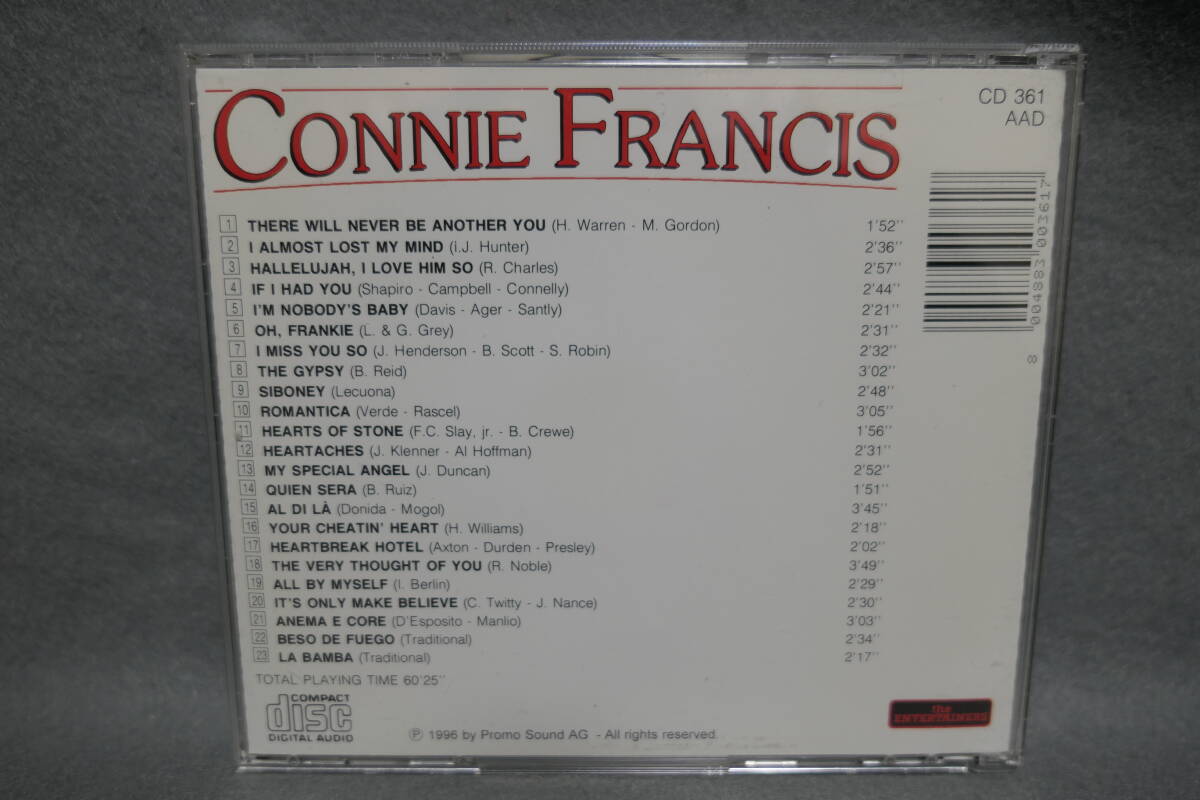 CONNIE FRANCIS
CD 361
AAD
1 THERE WILL NEVER BE ANOTHER YOU (H. Warren - M. Gordon) 1'52''
2 I ALMOST LOST MY MIND (i.J. Hunter) 2'36''
3 HALLELUJAH, I LOVE HIM SO (R. Charles) 2'57''
4 IF I HAD YOU (Shapiro - Campbell - Connelly) 2'44''
5 I'M NOBODY'S BABY (Davis - Ager - Santly) 2'21''
6 OH, FRANKIE (L. & G. Grey) 2'31''
7 I MISS YOU SO (J. Henderson - B. Scott - S. Robin) 2'32''
8 THE GYPSY (B. Reid) 3'02''
9 SIBONEY (Lecuona) 2'48''
10 ROMANTICA (Verde - Rascel) 3'05''
11 HEARTS OF STONE (F.C. Slay, jr. - B. Crewe) 1'56''
12 HEARTACHES (J. Klenner - Al Hoffman) 2'31''
13 MY SPECIAL ANGEL (J. Duncan) 2'52''
14 QUIEN SERA (B. Ruiz) 1'51''
15 AL DI LÀ (Donida - Mogol) 3'45''
16 YOUR CHEATIN' HEART (H. Williams) 2'18''
17 HEARTBREAK HOTEL (Axton - Durden - Presley) 2'02''
18 THE VERY THOUGHT OF YOU (R. Noble) 3'49''
19 ALL BY MYSELF (I. Berlin) 2'29''
20 IT'S ONLY MAKE BELIEVE (C. Twitty - J. Nance) 2'30''
21 ANEMA E CORE (D'Esposito - Manlio) 3'03''
22 BESO DE FUEGO (Traditional) 2'34''
23 LA BAMBA (Traditional) 2'17''
TOTAL PLAYING TIME 60'25''
COMPACT
disc
DIGITAL AUDIO
℗ 1996 by Promo Sound AG - All rights reserved.
the
ENTERTAINERS
004883 003617
8